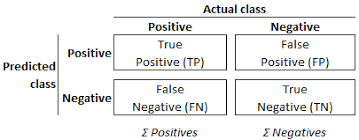 Actual class
Positive Negative
Predicted class
Positive
True Positive (TP)
False Positive (FP)
Negative
False Negative (FN)
True Negative (TN)
Σ Positives Σ Negatives